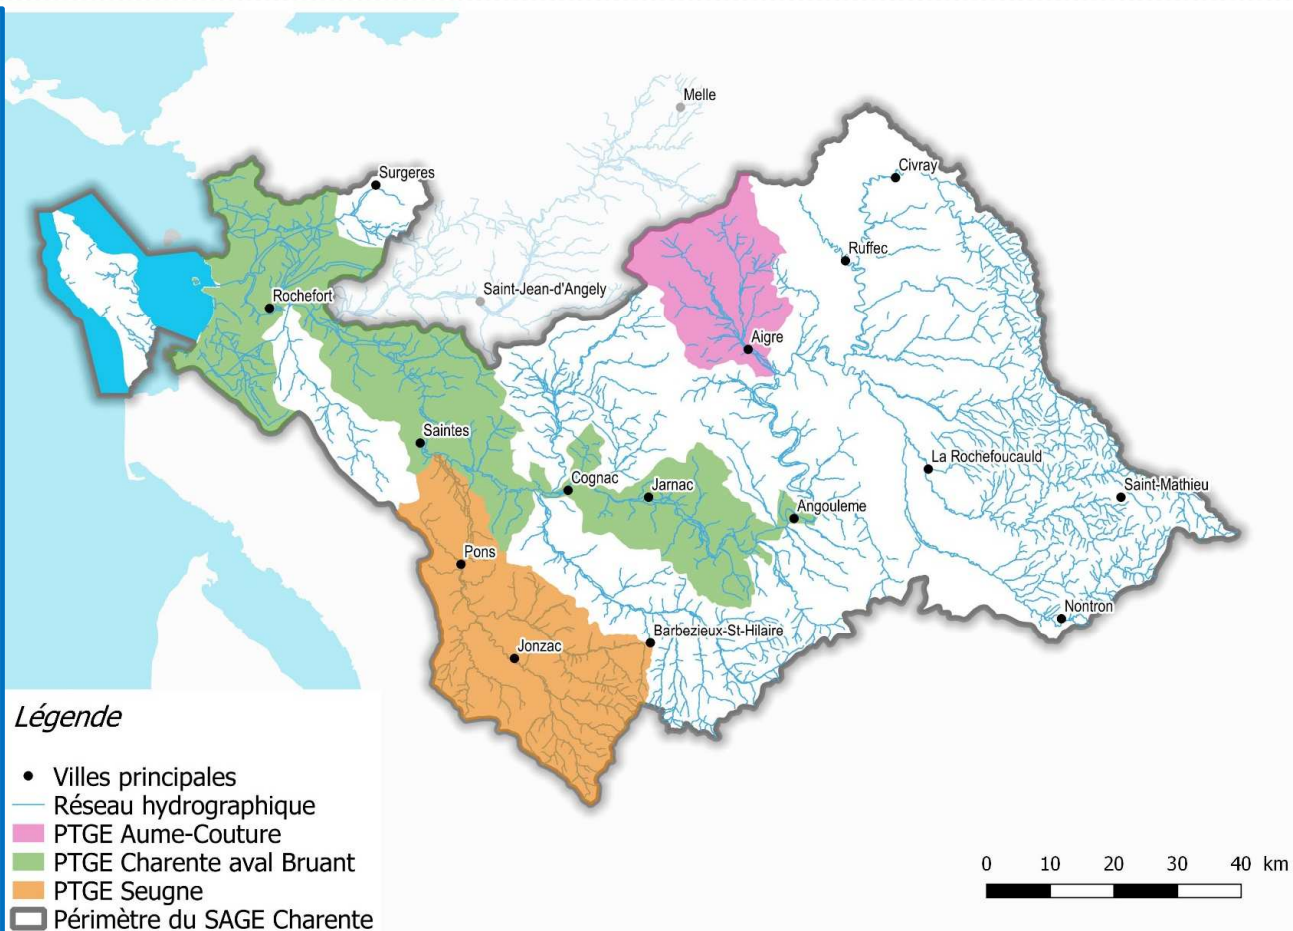 Melle
Civray
Surgeres
Ruffec
Saint-Jean-d'Angely
Rochefort
Aigre
Saintes
La Rochefoucauld
Cognac
Jarnac
Saint-Mathieu
Angouleme
Pons
Nontron
Barbezieux-St-Hilaire
Jonzac
Légende
Villes principales
Réseau hydrographique
PTGE Aume-Couture
PTGE Charente aval Bruant
PTGE Seugne
Périmètre du SAGE Charente
0 10 20 30 40 km